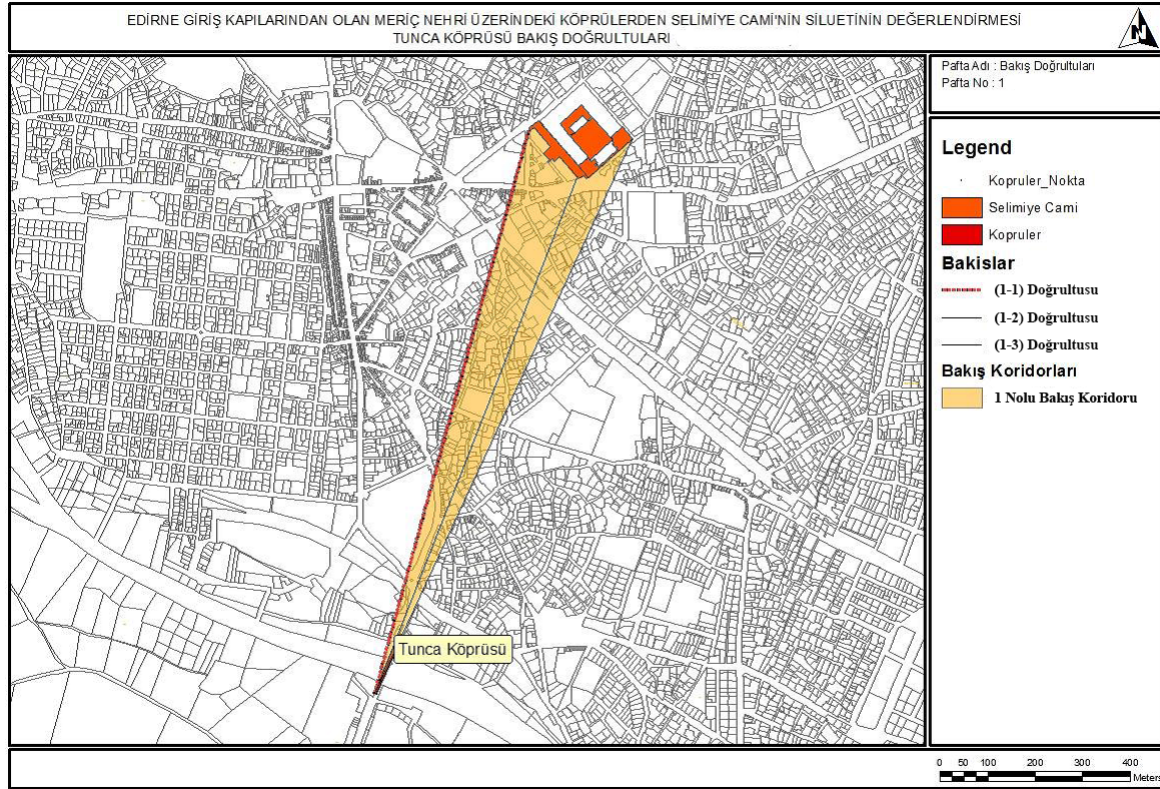 EDİRNE GİRİŞ KAPILARINDAN OLAN MERİÇ NEHRİ ÜZERİNDEKİ KÖPRÜLERDEN SELİMİYE CAMİ'NİN SİLUETİNİN DEĞERLENDİRMESİ
TUNCA KÖPRÜSÜ BAKIŞ DOĞRULTULARI
N
Pafta Adı : Bakış Doğrultuları
Pafta No : 1
Legend
Kopruler_Nokta
Selimiye Cami
Kopruler
Bakislar
(1-1) Doğrultusu
(1-2) Doğrultusu
(1-3) Doğrultusu
Bakış Koridorları
1 Nolu Bakış Koridoru
Tunca Köprüsü
0 50 100 200 300 400
Meters